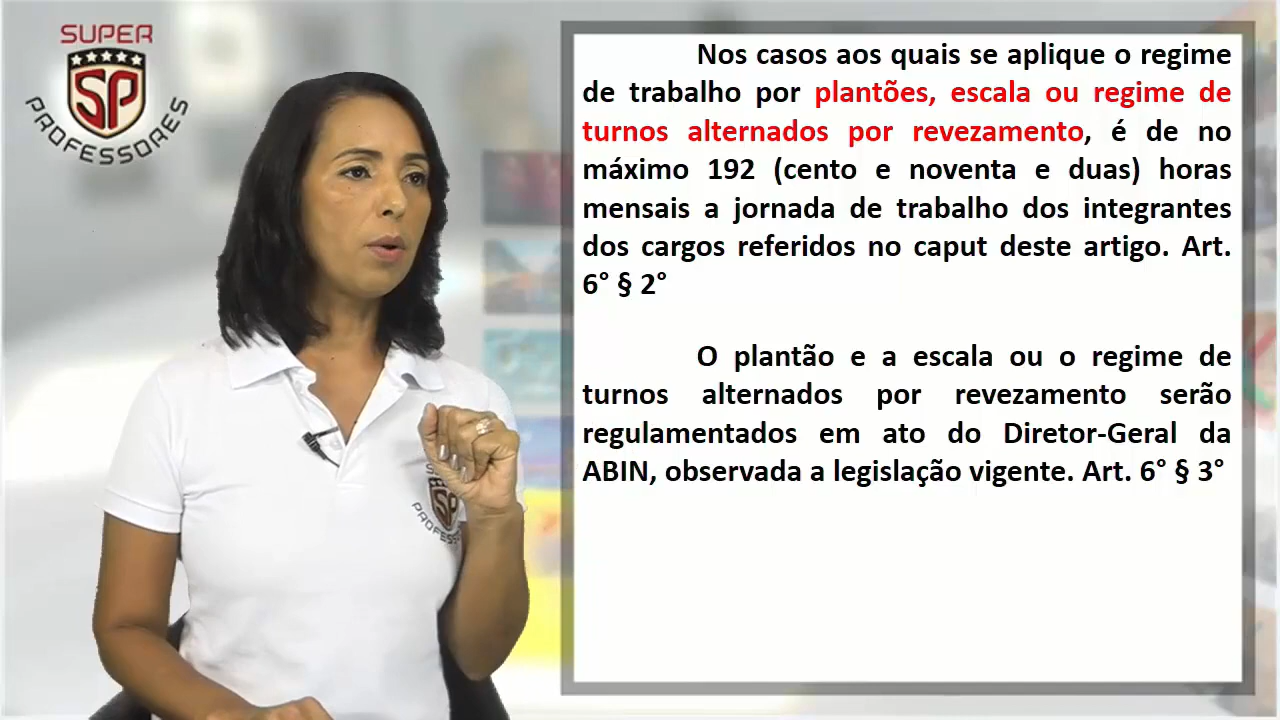 SUPER
SP
PROFESSORES
Nos casos aos quais se aplique o regime
de trabalho por plantões, escala ou regime de
turnos alternados por revezamento, é de no
máximo 192 (cento e noventa e duas) horas
mensais a jornada de trabalho dos integrantes
dos cargos referidos no caput deste artigo. Art.
6° § 2°
O plantão e a escala ou o regime de
turnos alternados por revezamento serão
regulamentados em ato do Diretor-Geral da
ABIN, observada a legislação vigente. Art. 6° § 3°
SP